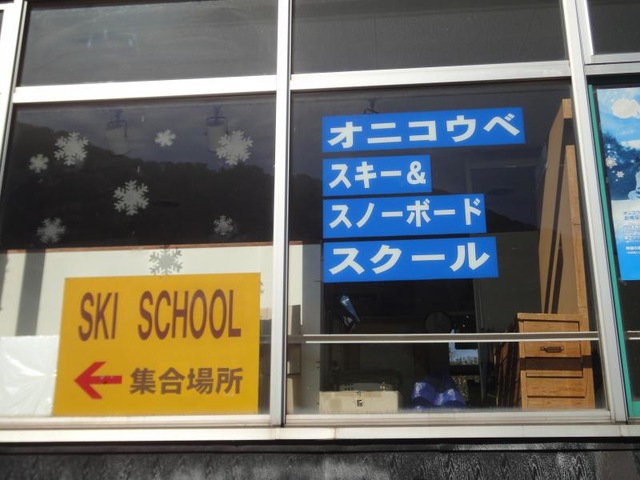 オニコウベ
スキー&
スノーボード
スクール
SKI SCHOOL
← 集合場所